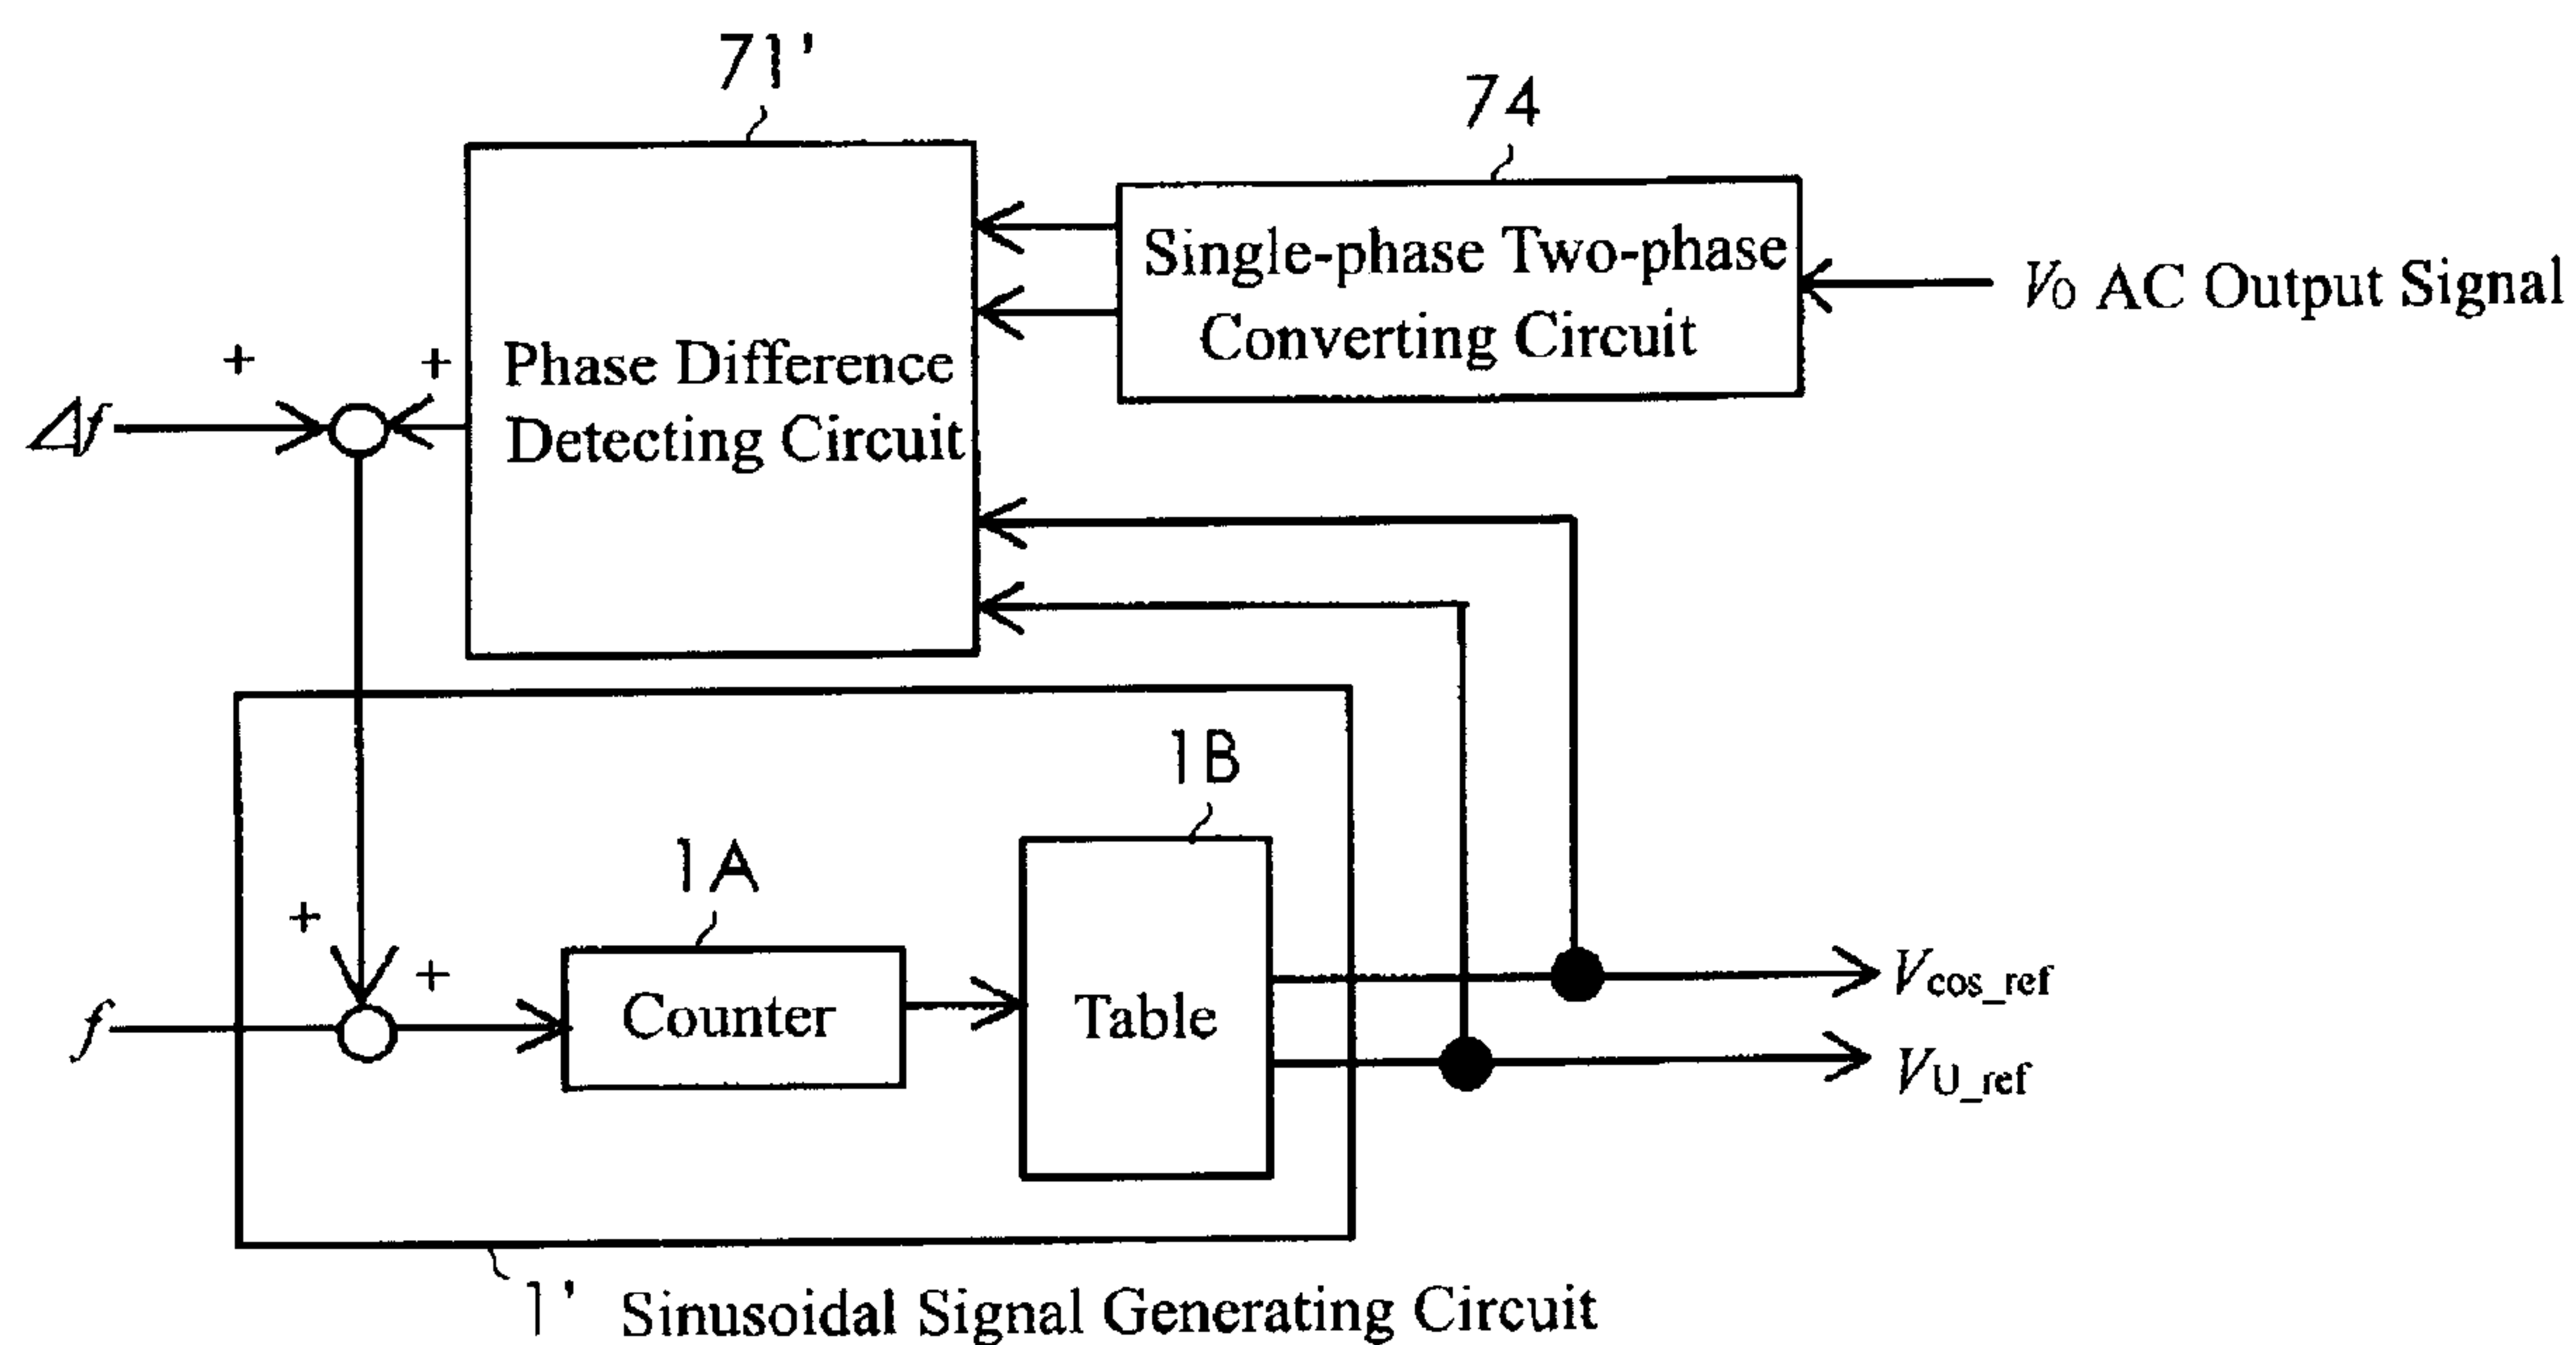 71'
74
Single-phase Two-phase
Converting Circuit
V0 AC Output Signal
Phase Difference
Detecting Circuit
+
+
Δf
1B
1A
+
+
Counter
Table
f
Vcos_ref
VU_ref
1' Sinusoidal Signal Generating Circuit